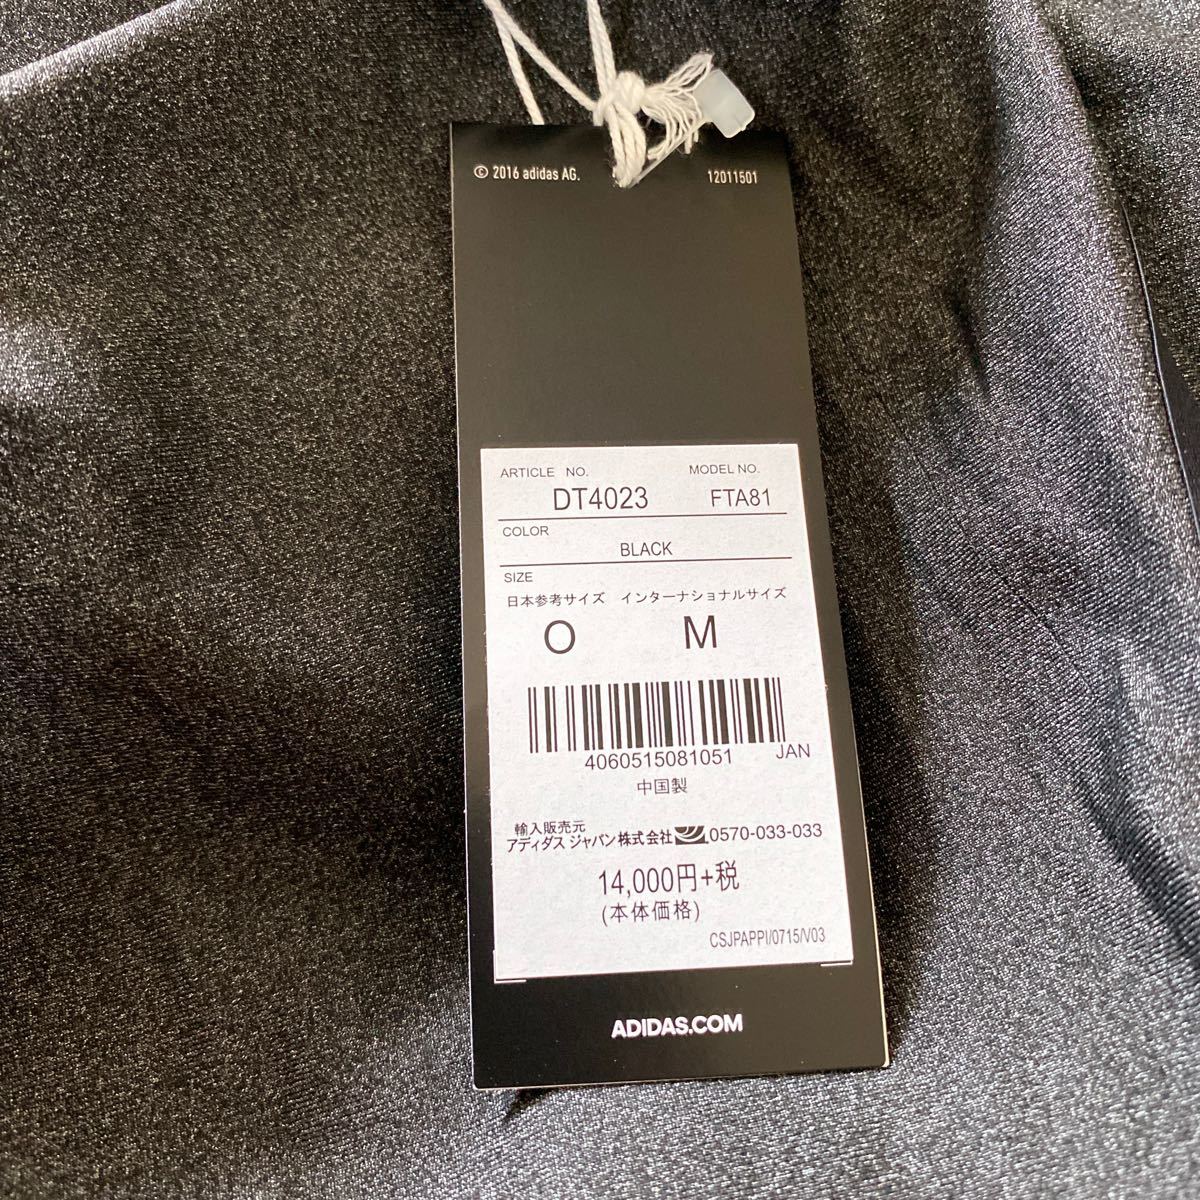 © 2016 adidas AG. 12011501
ARTICLE NO. MODEL NO.
DT4023 FTA81
COLOR
BLACK
SIZE
日本参考サイズ インターナショナルサイズ
O M
4060515081051 JAN
中国製
輸入販売元
アディダス ジャパン株式会社 0570-033-033
14,000円+税
(本体価格)
CSJPAPPI/0715/V03
ADIDAS.COM